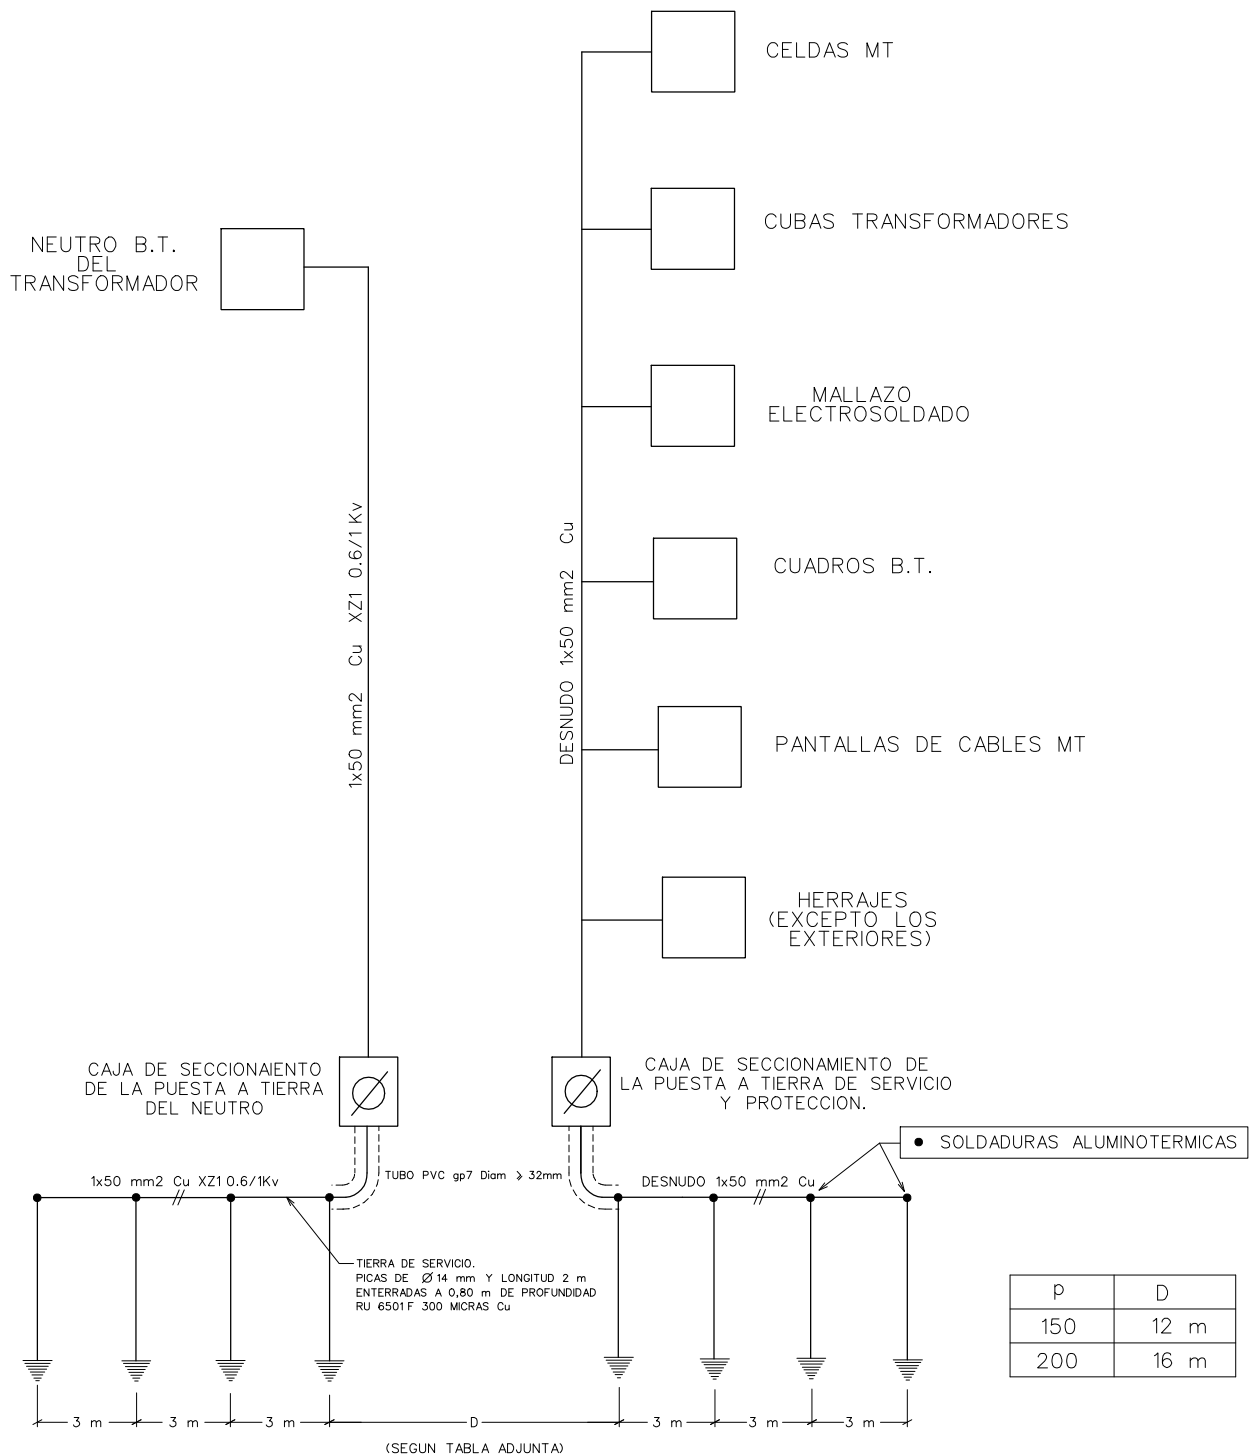 CELDAS MT
CUBAS TRANSFORMADORES
NEUTRO B.T.
DEL
TRANSFORMADOR
MALLAZO
ELECTROSOLDADO
1x50 mm2 Cu XZ1 0.6/1Kv
DESNUDO 1x50 mm2 Cu
CUADROS B.T.
PANTALLAS DE CABLES MT
HERRAJES
(EXCEPTO LOS
EXTERIORES)
CAJA DE SECCIONAIENTO
DE LA PUESTA A TIERRA
DEL NEUTRO
CAJA DE SECCIONAMIENTO DE
LA PUESTA A TIERRA DE SERVICIO
Y PROTECCION.
SOLDADURAS ALUMINOTERMICAS
1x50 mm2 Cu XZ1 0.6/1Kv
TUBO PVC gp7 Diam ≥ 32mm
DESNUDO 1x50 mm2 Cu
TIERRA DE SERVICIO.
PICAS DE Ø 14 mm Y LONGITUD 2 m
ENTERRADAS A 0,80 m DE PROFUNDIDAD
RU 6501 F 300 MICRAS Cu
P D
150 12 m
200 16 m
3 m 3 m 3 m D 3 m 3 m 3 m
(SEGUN TABLA ADJUNTA)